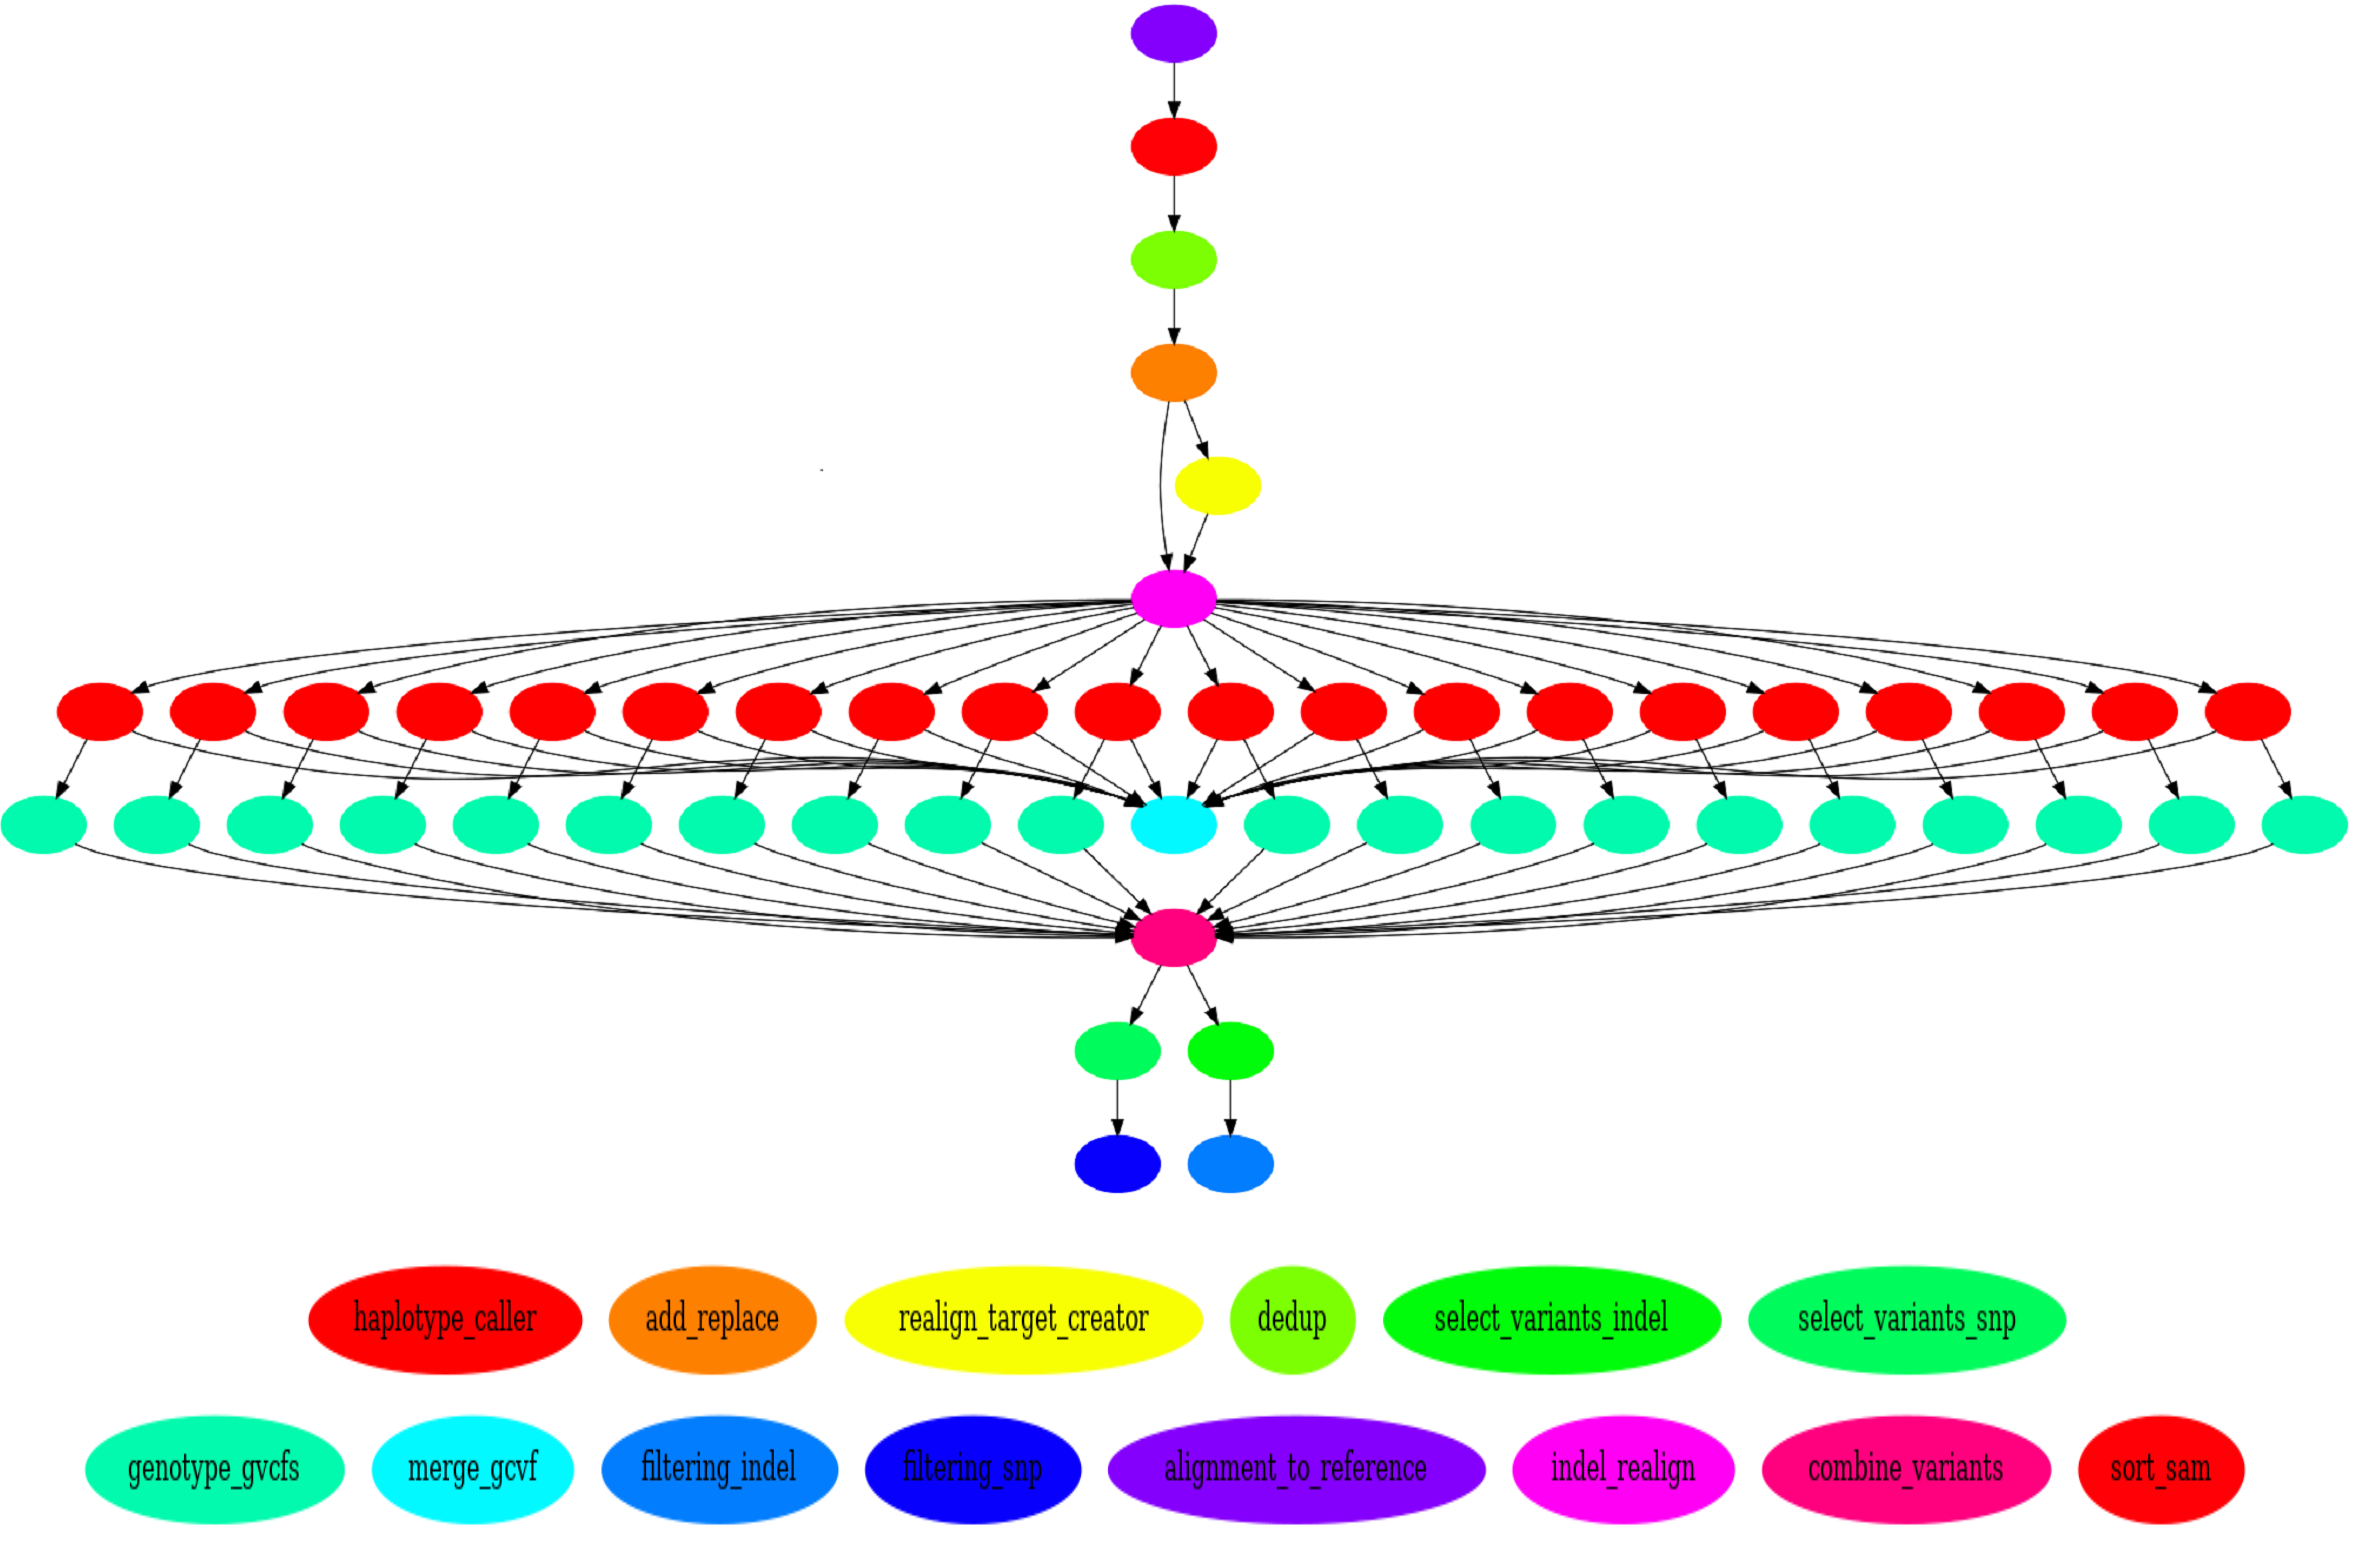 haplotype_caller add_replace realign_target_creator dedup select_variants_indel select_variants_snp
genotype_gvcfs merge_gcvf filtering_indel filtering_snp alignment_to_reference indel_realign combine_variants sort_sam